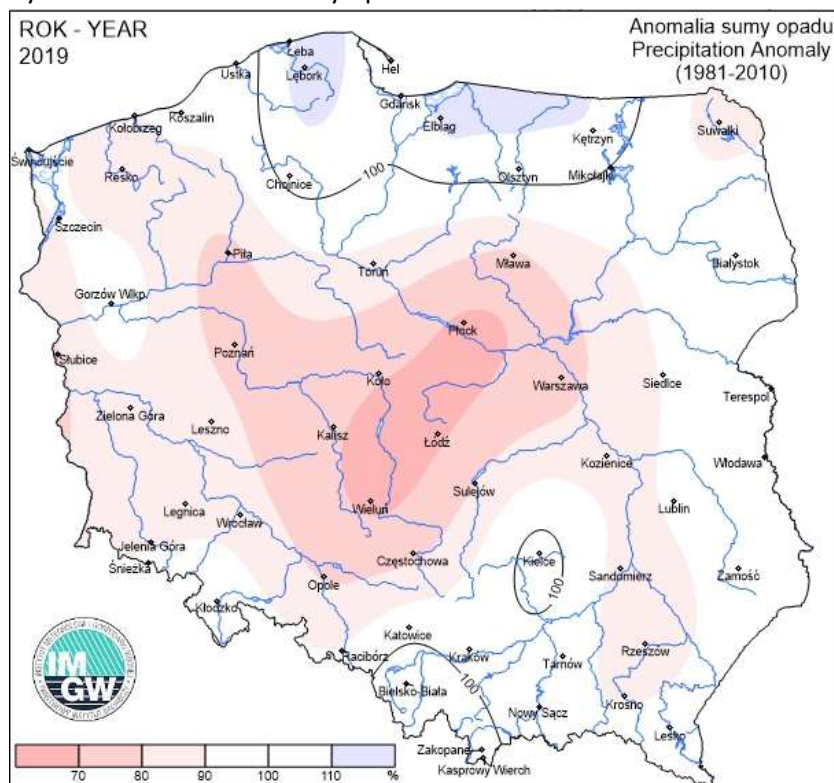 ROK - YEAR
2019
Anomalia sumy opadu
Precipitation Anomaly
(1981-2010)
Łeba
Ustka
Lębork
Hel
Gdańsk
Koszalin
Kołobrzeg
Elbląg
Kętrzyn
Suwałki
Świnoujście
Resko
Chojnice
100
Olsztyn
Mikołajki
Szczecin
Piła
Toruń
Mława
Białystok
Gorzów Wlkp.
Płock
Słubice
Poznań
Koło
Warszawa
Siedlce
Terespol
Zielona Góra
Leszno
Kalisz
Łódź
Kozienice
Włodawa
Sulejów
Legnica
Wrocław
Wieluń
Lublin
Jelenia Góra
Śnieżka
Częstochowa
Kielce
Opole
100
Sandomierz
Zamość
Kłodzko
Katowice
Racibórz
Kraków
Tarnów
Rzeszów
100
Bielsko-Biała
Nowy Sącz
Krosno
Lesko
Zakopane
Kasprowy Wierch
IM
GW
70 80 90 100 110 %